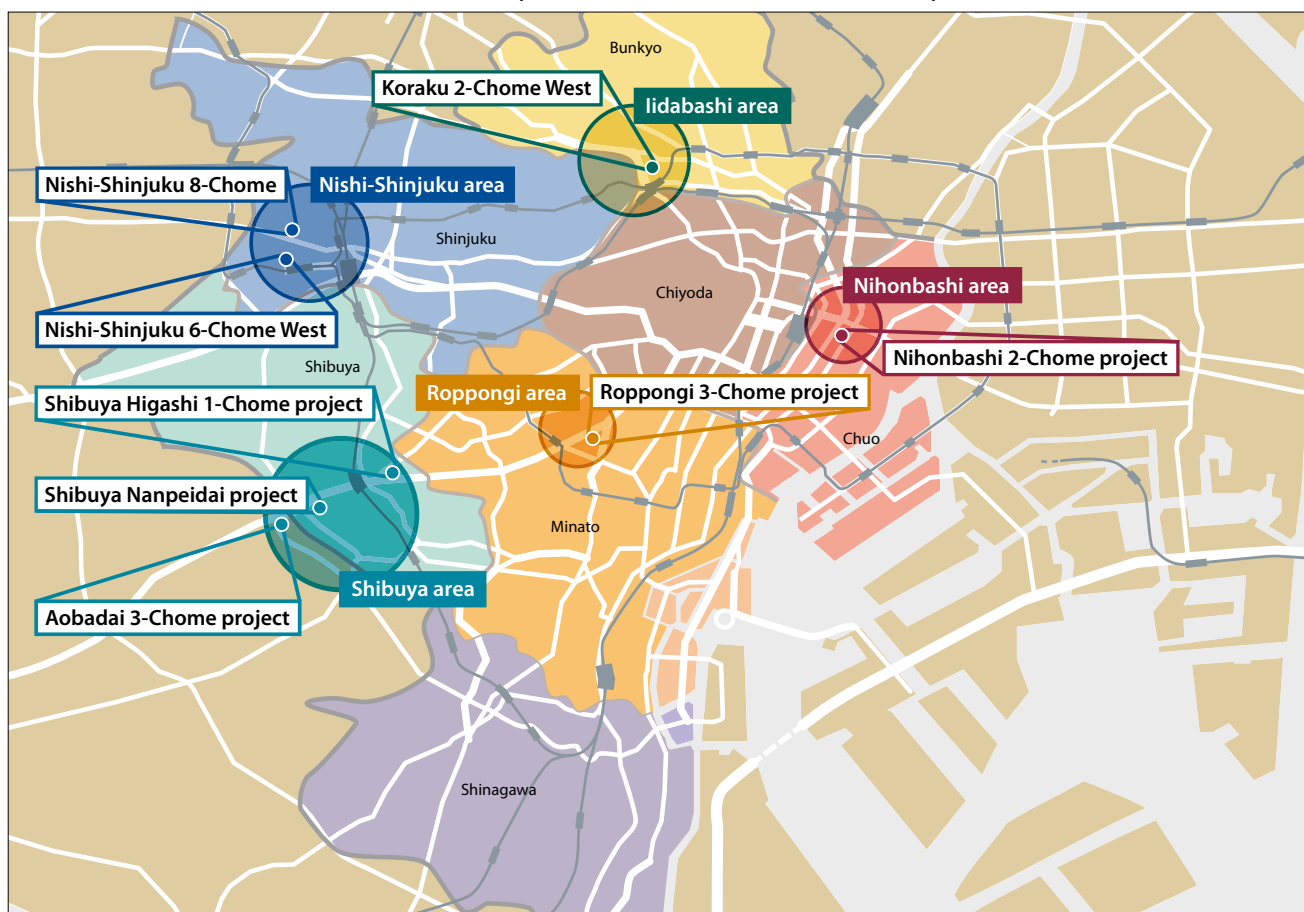 Bunkyo
Koraku 2-Chome West
Iidabashi area
Nishi-Shinjuku 8-Chome
Nishi-Shinjuku area
Shinjuku
Chiyoda
Nihonbashi area
Nishi-Shinjuku 6-Chome West
Nihonbashi 2-Chome project
Shibuya
Roppongi area
Roppongi 3-Chome project
Shibuya Higashi 1-Chome project
Chuo
Shibuya Nanpeidai project
Minato
Shibuya area
Aobadai 3-Chome project
Shinagawa